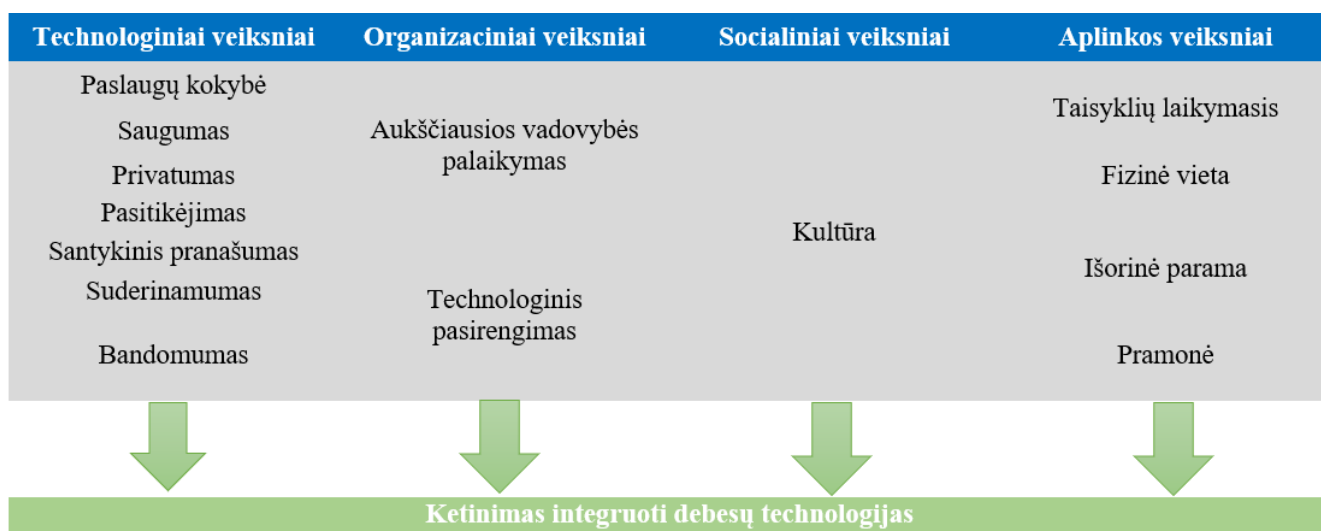 Technologiniai veiksniai
Organizaciniai veiksniai
Socialiniai veiksniai
Aplinkos veiksniai
Paslaugų kokybė
Saugumas
Privatumas
Pasitikėjimas
Santykinis pranašumas
Suderinamumas
Bandomumas
Aukščiausios vadovybės
palaikymas
Technologinis
pasirengimas
Kultūra
Taisyklių laikymasis
Fizinė vieta
Išorinė parama
Pramonė
Ketinimas integruoti debesų technologijas